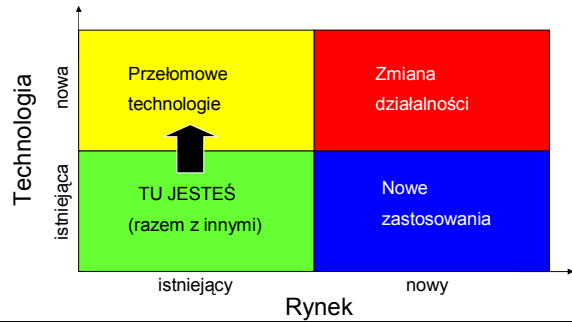 Technologia
nowa
istniejąca
Przełomowe
technologie
Zmiana
działalności
TU JESTEŚ
(razem z innymi)
Nowe
zastosowania
istniejący
nowy
Rynek